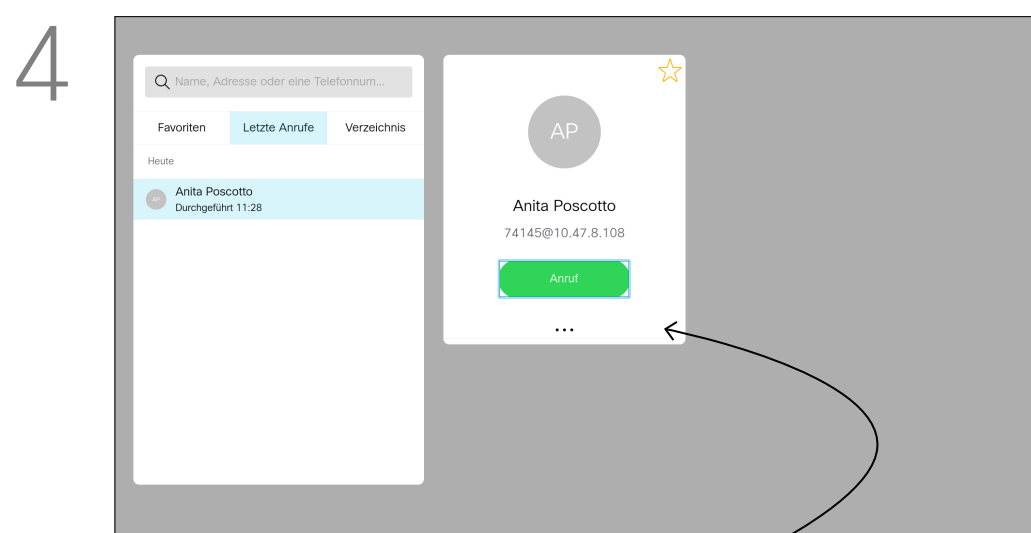 4
Name, Adresse oder eine Telefonnum...
Favoriten Letzte Anrufe Verzeichnis
Heute
AP Anita Poscotto
Durchgeführt 11:28
AP
Anita Poscotto
74145@10.47.8.108
Anruf